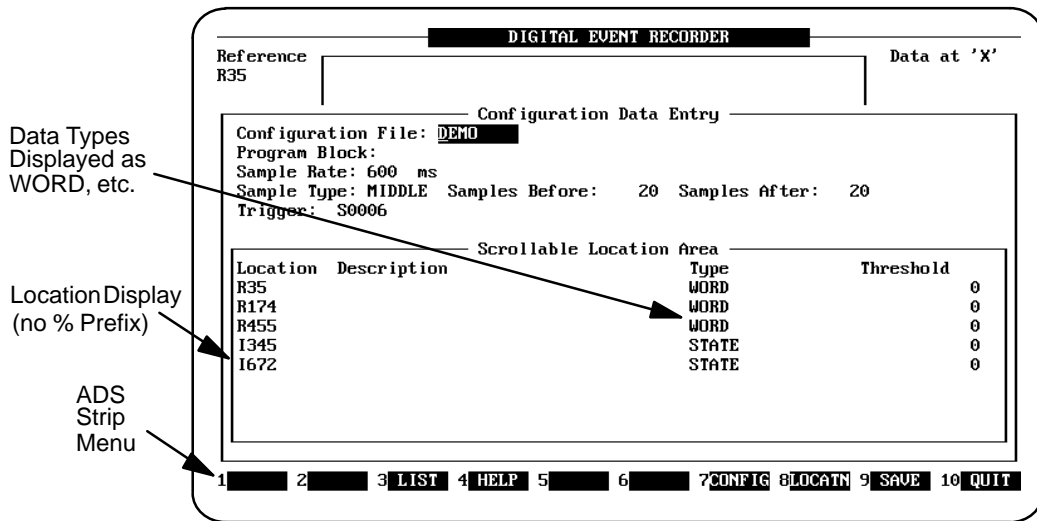 DIGITAL EVENT RECORDER
Reference Data at 'X'
R35
Configuration Data Entry
Configuration File: DEMO
Program Block:
Sample Rate: 600 ms
Sample Type: MIDDLE Samples Before: 20 Samples After: 20
Trigger: S0006
Scrollable Location Area
Location Description Type Threshold
R35 WORD 0
R174 WORD 0
R455 WORD 0
I345 STATE 0
I672 STATE 0
1 2 3 LIST 4 HELP 5 6 7 CONFIG 8 LOCATN 9 SAVE 10 QUIT
Data Types
Displayed as
WORD, etc.
Location Display
(no % Prefix)
ADS
Strip
Menu